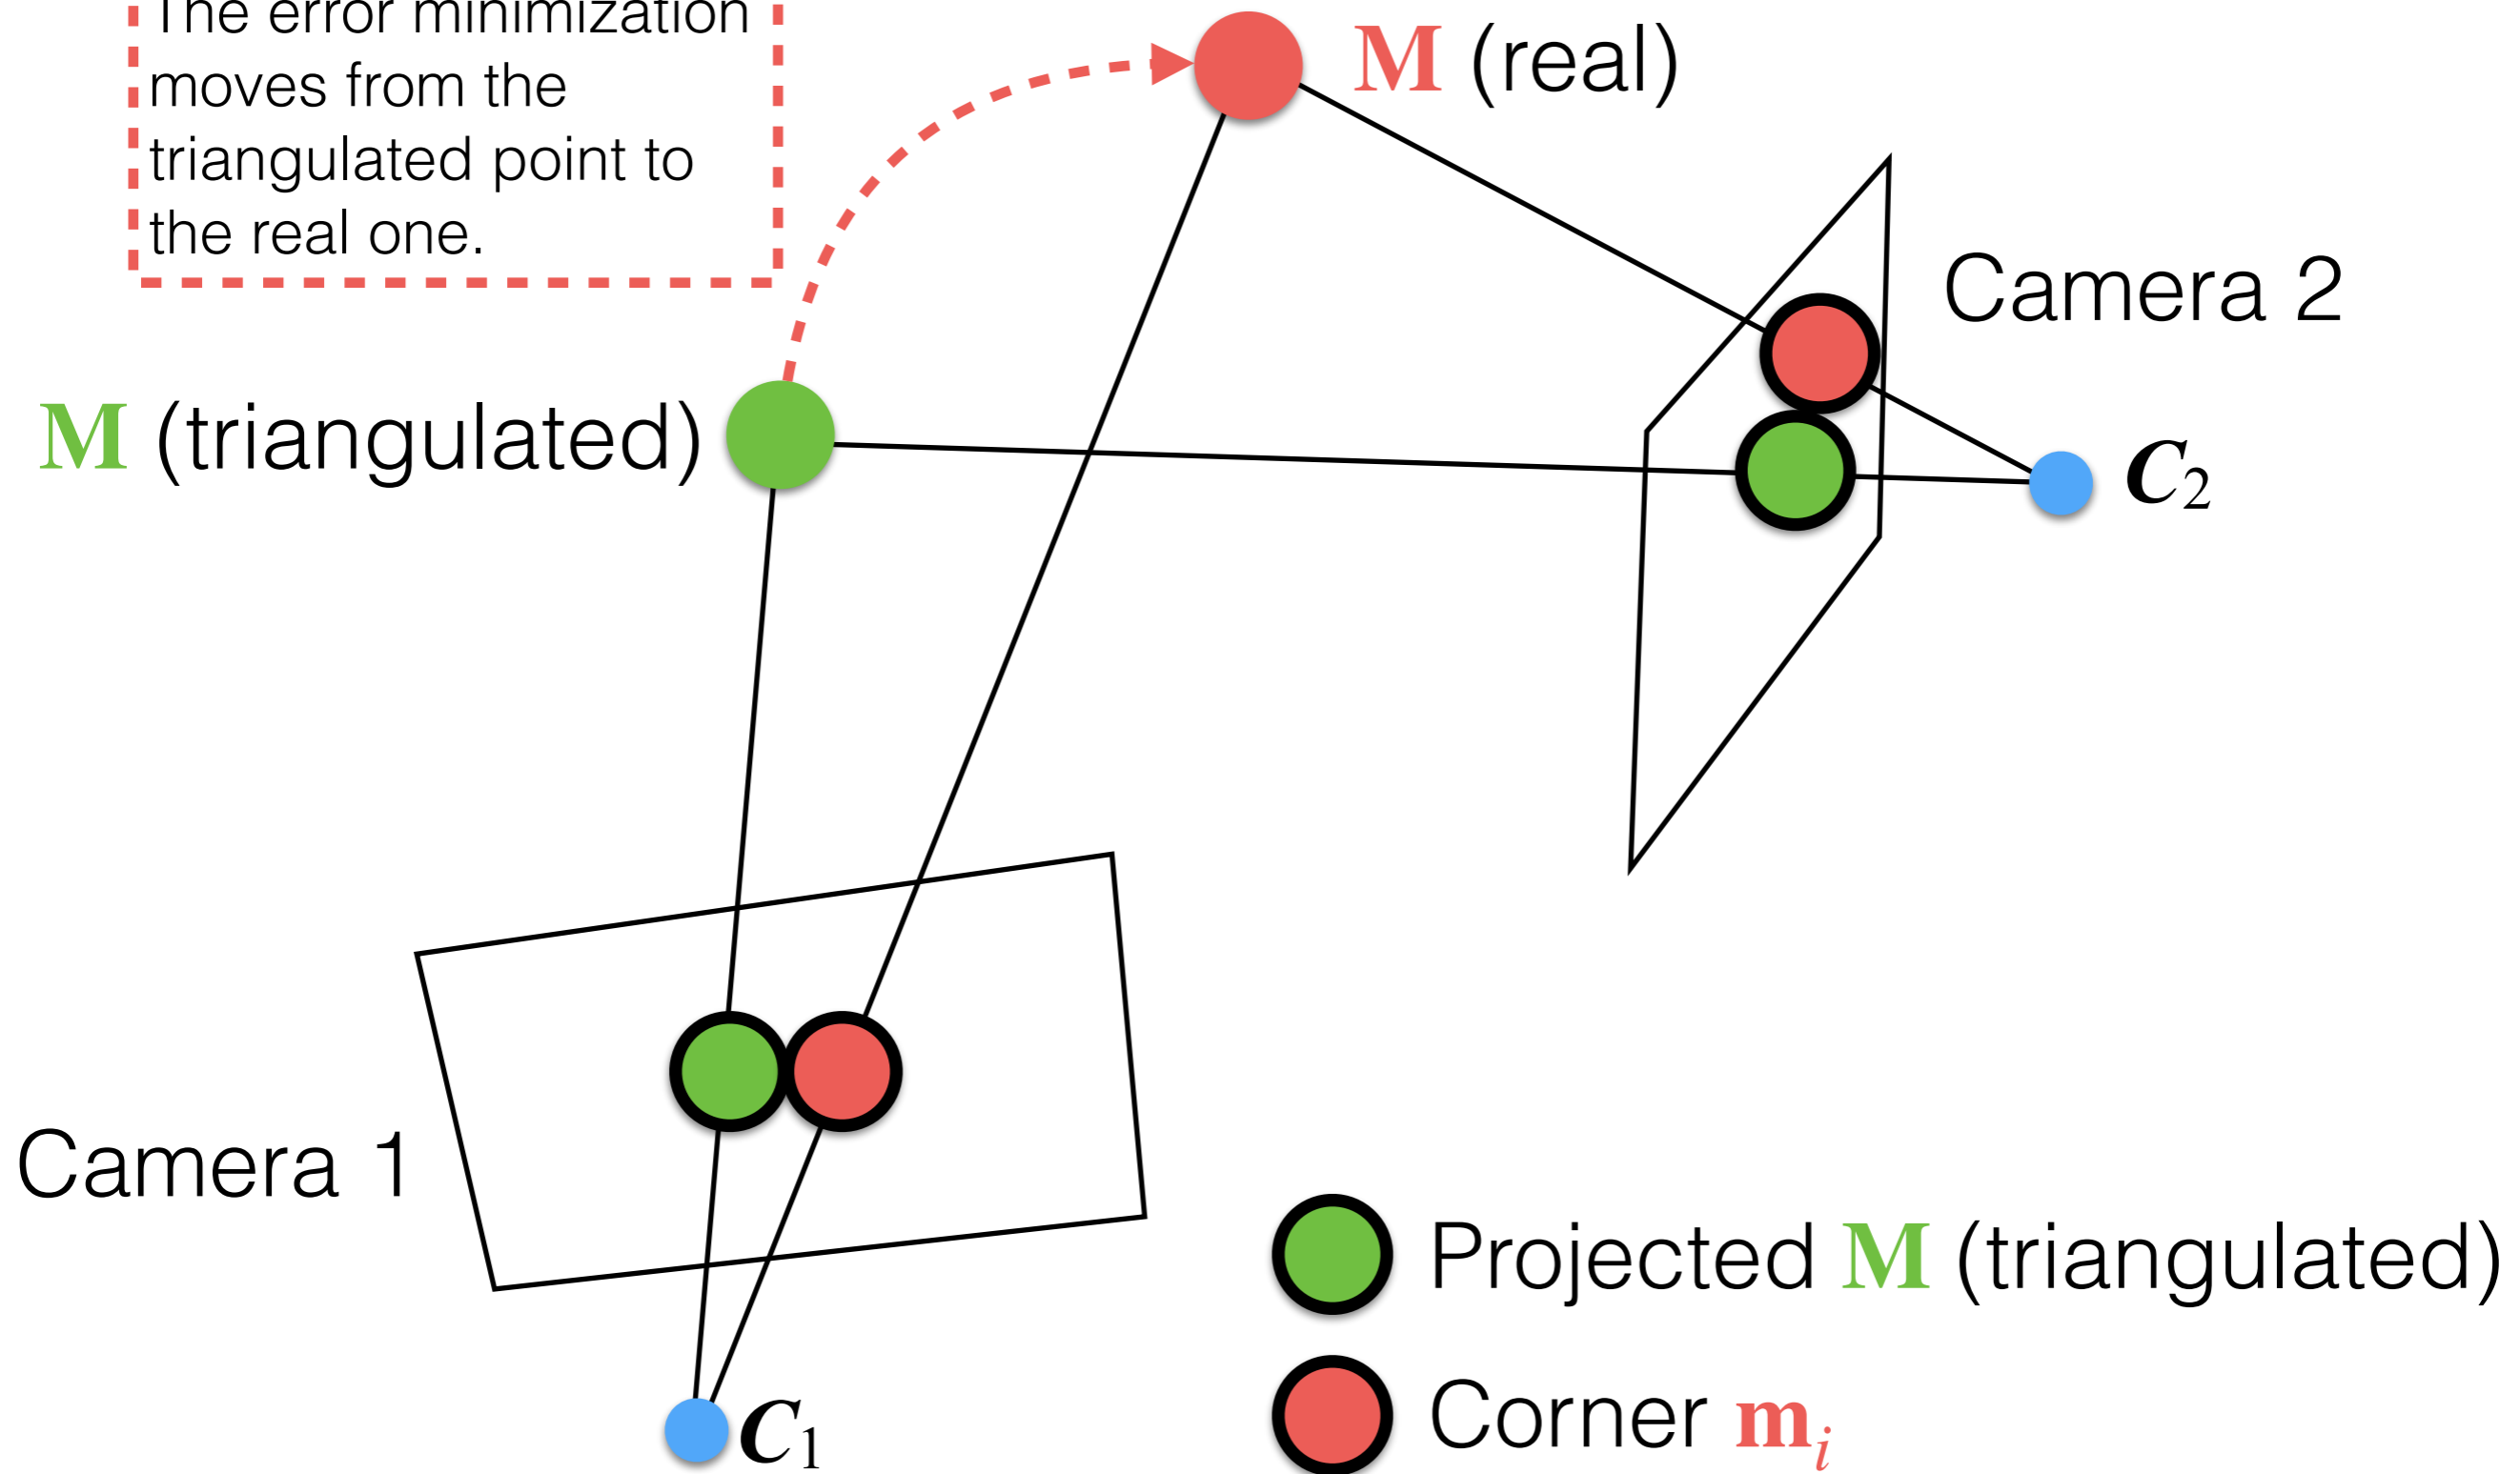 The error minimization
moves from the
triangulated point to
the real one.
M (real)
Camera 2
M (triangulated)
C2
Camera 1
Projected M (triangulated)
C1
Corner mi